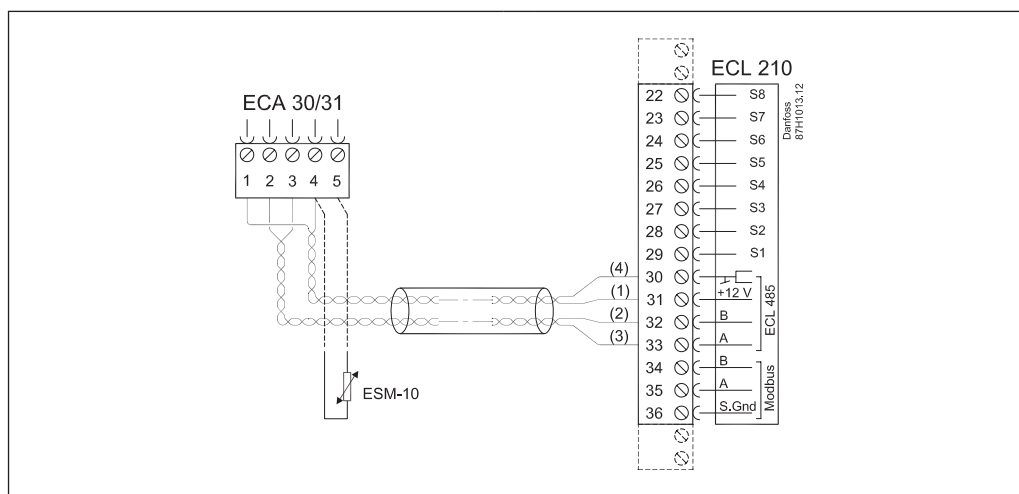 ECA 30/31
1 2 3 4 5
ESM-10
(4)
(1)
(2)
(3)
ECL 210
22 S8
23 S7
24 S6
25 S5
26 S4
27 S3
28 S2
29 S1
30
31 +12 V
32 B
33 A
34 B
35 A
36 S.Gnd
ECL 485
Modbus
Danfoss
87H1013.12